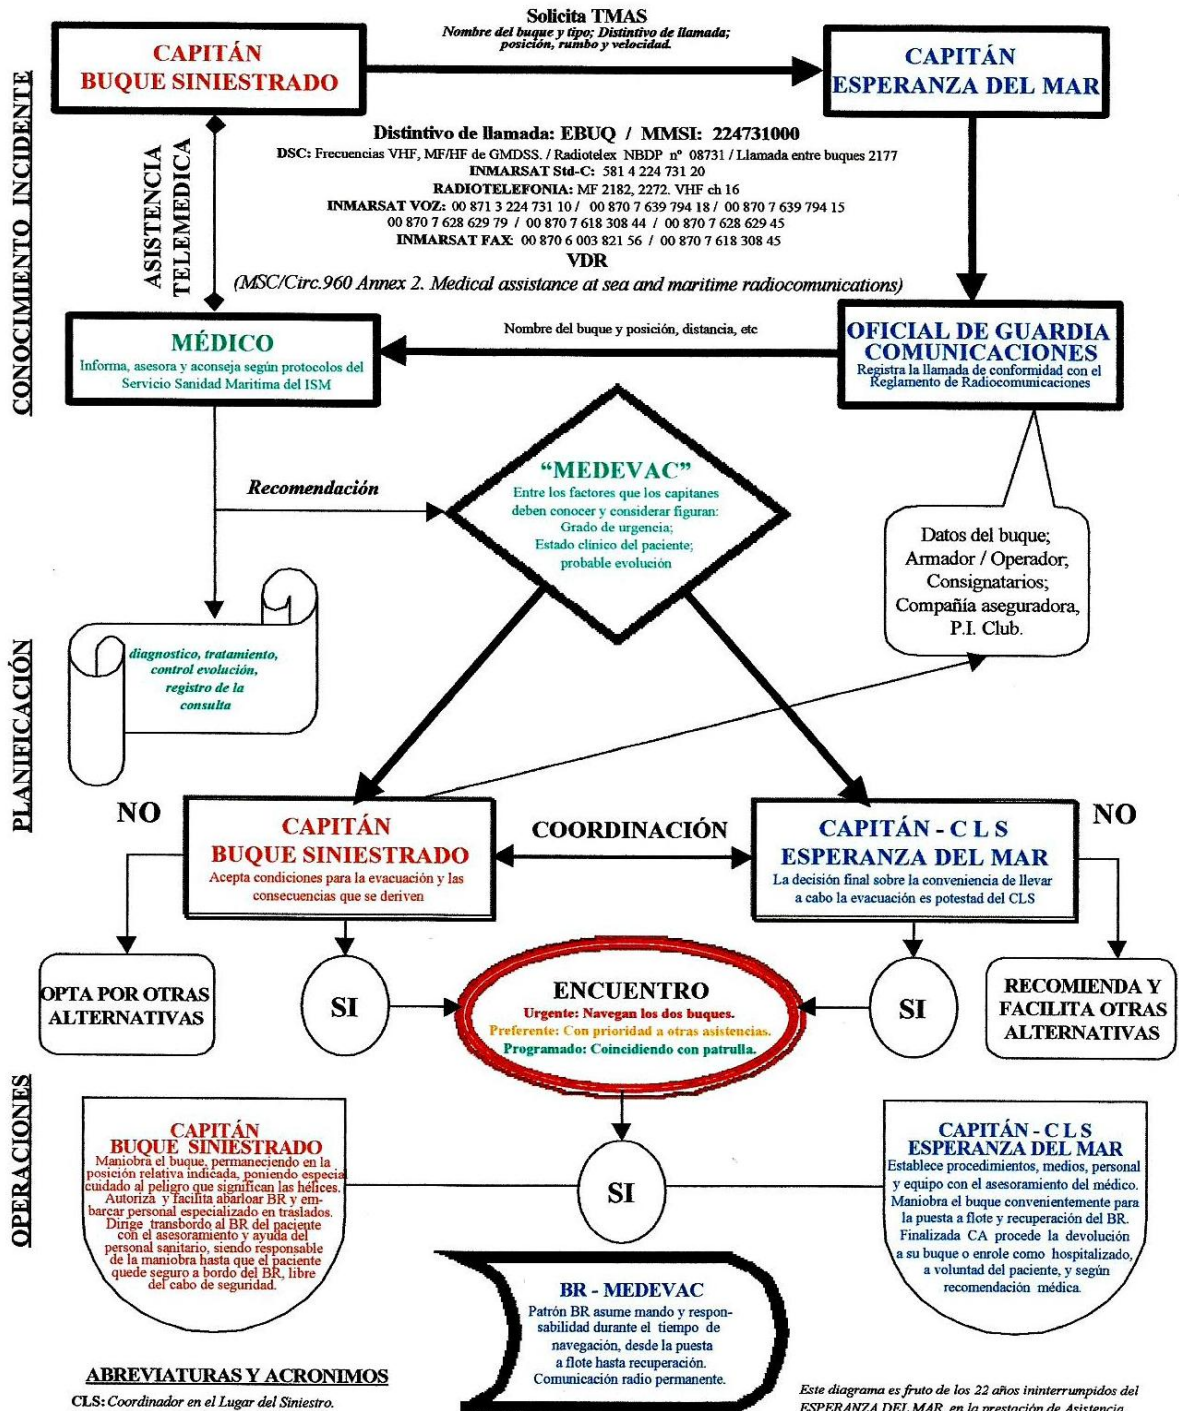 Solicita TMAS
Nombre del buque y tipo; Distintivo de llamada;
posición, rumbo y velocidad.
CAPITÁN
BUQUE SINIESTRADO
CAPITÁN
ESPERANZA DEL MAR
CONOCIMIENTO INCIDENTE
ASISTENCIA
TELEMEDICA
Distintivo de llamada: EBUQ / MMSI: 224731000
DSC: Frecuencias VHF, MF/HF de GMDSS. / Radiotelex NBDP nº 08731 / Llamada entre buques 2177
INMARSAT Std-C: 581 4 224 731 20
RADIOTELEFONIA: MF 2182, 2272. VHF ch 16
INMARSAT VOZ: 00 871 3 224 731 10 / 00 870 7 639 794 18 / 00 870 7 639 794 15
00 870 7 628 629 79 / 00 870 7 618 308 44 / 00 870 7 628 629 45
INMARSAT FAX: 00 870 6 003 821 56 / 00 870 7 618 308 45
VDR
(MSC/Circ.960 Annex 2. Medical assistance at sea and maritime radiocomunications)
MÉDICO
Informa, asesora y aconseja según protocolos del
Servicio Sanidad Maritima del ISM
Nombre del buque y posición, distancia, etc
OFICIAL DE GUARDIA
COMUNICACIONES
Registra la llamada de conformidad con el
Reglamento de Radiocomunicaciones
Recomendación
“MEDEVAC”
Entre los factores que los capitanes
deben conocer y considerar figuran:
Grado de urgencia;
Estado clínico del paciente;
probable evolución
Datos del buque;
Armador / Operador;
Consignatarios;
Compañía aseguradora,
P.I. Club.
diagnostico, tratamiento,
control evolución,
registro de la
consulta
PLANIFICACIÓN
NO
CAPITÁN
BUQUE SINIESTRADO
Acepta condiciones para la evacuación y las
consecuencias que se deriven
COORDINACIÓN
CAPITÁN - C L S
ESPERANZA DEL MAR
La decisión final sobre la conveniencia de llevar
a cabo la evacuación es potestad del CLS
NO
OPTA POR OTRAS
ALTERNATIVAS
SI
ENCUENTRO
Urgente: Navegan los dos buques.
Preferente: Con prioridad a otras asistencias.
Programado: Coincidiendo con patrulla.
SI
RECOMIENDA Y
FACILITA OTRAS
ALTERNATIVAS
OPERACIONES
CAPITÁN
BUQUE SINIESTRADO
Maniobra el buque, permaneciendo en la
posición relativa indicada, poniendo especial
cuidado al peligro que significan las hélices.
Autoriza y facilita abarloar BR y em-
barcar personal especializado en traslados.
Dirige transbordo al BR del paciente
con el asesoramiento y ayuda del
personal sanitario, siendo responsable
de la maniobra hasta que el paciente
quede seguro a bordo del BR, libre
del cabo de seguridad.
SI
CAPITÁN - C L S
ESPERANZA DEL MAR
Establece procedimientos, medios, personal
y equipo con el asesoramiento del médico.
Maniobra el buque convenientemente para
la puesta a flote y recuperación del BR.
Finalizada CA procede la devolución
a su buque o enrole como hospitalizado,
a voluntad del paciente, y según
recomendación médica.
BR - MEDEVAC
Patrón BR asume mando y respon-
sabilidad durante el tiempo de
navegación, desde la puesta
a flote hasta recuperación.
Comunicación radio permanente.
ABREVIATURAS Y ACRONIMOS
CLS: Coordinador en el Lugar del Siniestro.
Este diagrama es fruto de los 22 años ininterrumpidos del
ESPERANZA DEL MAR, en la prestación de Asistencia